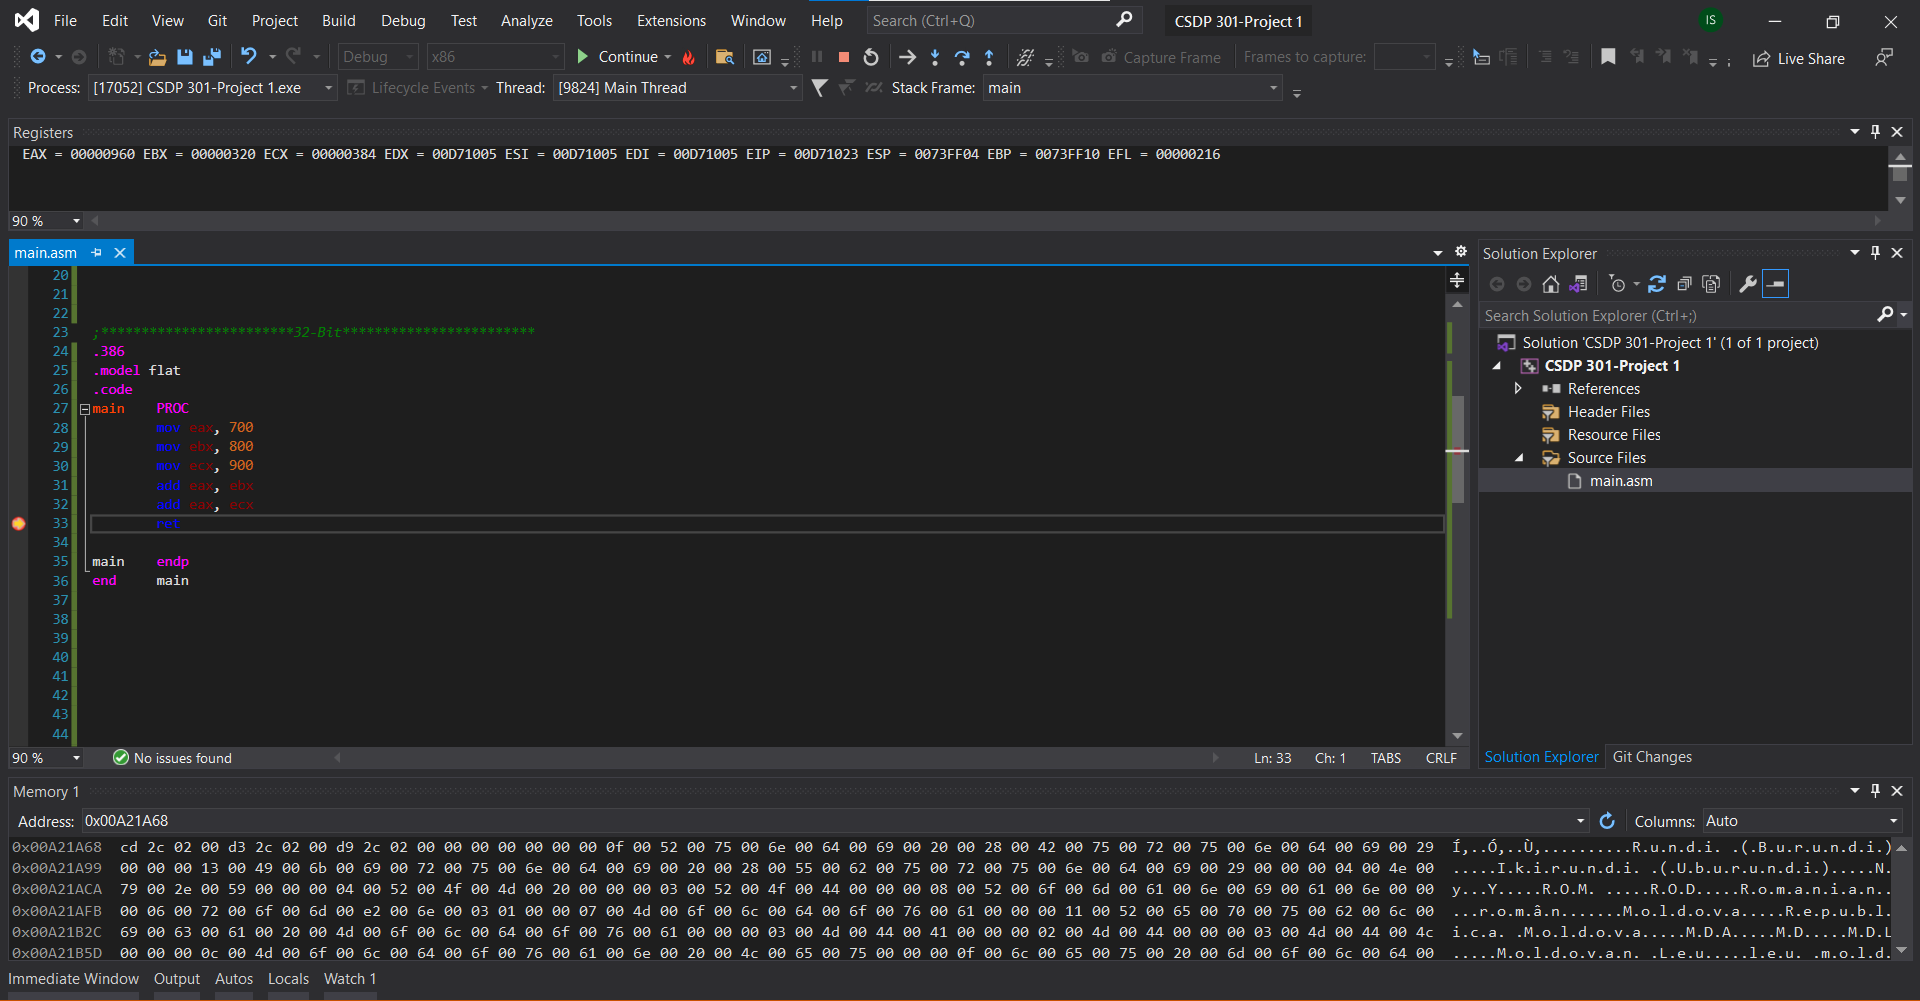 File Edit View Git Project Build Debug Test Analyze Tools Extensions Window Help Search (Ctrl+Q) CSDP 301-Project 1 IS
Debug x86 Continue Capture Frame Frames to capture: Live Share
Process: [17052] CSDP 301-Project 1.exe Lifecycle Events Thread: [9824] Main Thread Stack Frame: main
Registers
EAX = 00000960 EBX = 00000320 ECX = 00000384 EDX = 00D71005 ESI = 00D71005 EDI = 00D71005 EIP = 00D71023 ESP = 0073FF04 EBP = 0073FF10 EFL = 00000216
90 %
main.asm
20
21
22
23 ;************************32-Bit************************
24 .386
25 .model flat
26 .code
27 main PROC
28 mov eax, 700
29 mov ebx, 800
30 mov ecx, 900
31 add eax, ebx
32 add eax, ecx
33 ret
34
35 main endp
36 end main
37
38
39
40
41
42
43
44
90 % No issues found Ln: 33 Ch: 1 TABS CRLF
Solution Explorer
Search Solution Explorer (Ctrl+;)
Solution 'CSDP 301-Project 1' (1 of 1 project)
CSDP 301-Project 1
References
Header Files
Resource Files
Source Files
main.asm
Solution Explorer Git Changes
Memory 1
Address: 0x00A21A68 Columns: Auto
0x00A21A68 cd 2c 02 00 d3 2c 02 00 d9 2c 02 00 00 00 00 00 00 00 0f 00 52 00 75 00 6e 00 64 00 69 00 20 00 28 00 42 00 75 00 72 00 75 00 6e 00 64 00 69 00 29 Í,..Ó,..Ù,..........R.u.n.d.i. .(.B.u.r.u.n.d.i.)
0x00A21A99 00 00 00 13 00 49 00 6b 00 69 00 72 00 75 00 6e 00 64 00 69 00 20 00 28 00 55 00 62 00 75 00 72 00 75 00 6e 00 64 00 69 00 29 00 00 00 04 00 4e 00 .....I.k.i.r.u.n.d.i. .(.U.b.u.r.u.n.d.i.).....N.
0x00A21ACA 79 00 2e 00 59 00 00 00 04 00 52 00 4f 00 4d 00 20 00 00 00 03 00 52 00 4f 00 44 00 00 00 08 00 52 00 6f 00 6d 00 61 00 6e 00 69 00 61 00 6e 00 00 y...Y.....R.O.M. .....R.O.D.....R.o.m.a.n.i.a.n..
0x00A21AFB 00 06 00 72 00 6f 00 6d 00 e2 00 6e 00 03 01 00 00 07 00 4d 00 6f 00 6c 00 64 00 6f 00 76 00 61 00 00 00 11 00 52 00 65 00 70 00 75 00 62 00 6c 00 ...r.o.m.â.n.......M.o.l.d.o.v.a.....R.e.p.u.b.l.
0x00A21B2C 69 00 63 00 61 00 20 00 4d 00 6f 00 6c 00 64 00 6f 00 76 00 61 00 00 00 03 00 4d 00 44 00 41 00 00 00 02 00 4d 00 44 00 00 00 03 00 4d 00 44 00 4c i.c.a. .M.o.l.d.o.v.a.....M.D.A.....M.D.....M.D.L
0x00A21B5D 00 00 00 0c 00 4d 00 6f 00 6c 00 64 00 6f 00 76 00 61 00 6e 00 20 00 4c 00 65 00 75 00 00 00 0f 00 6c 00 65 00 75 00 20 00 6d 00 6f 00 6c 00 64 00 .....M.o.l.d.o.v.a.n. .L.e.u.....l.e.u. .m.o.l.d.
Immediate Window Output Autos Locals Watch 1